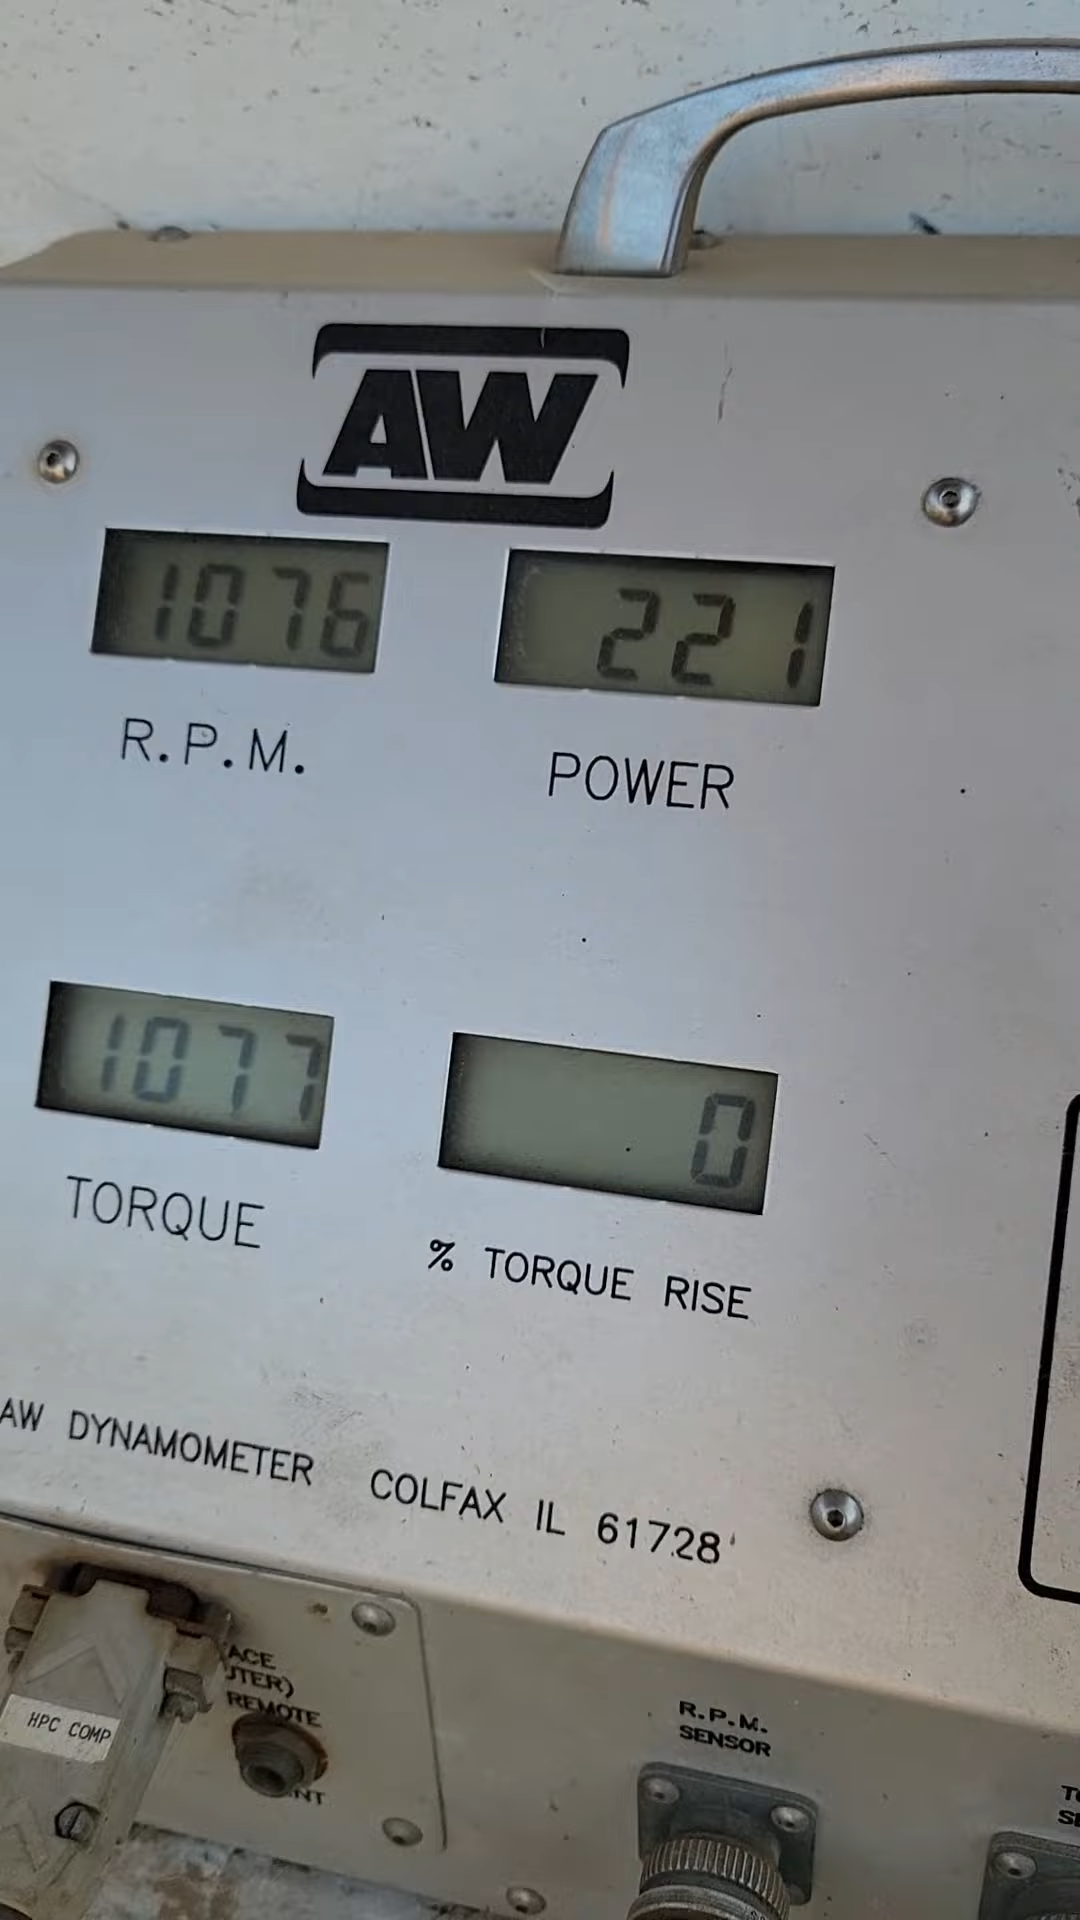 AW
1076 221
R.P.M. POWER
1077 0
TORQUE % TORQUE RISE
AW DYNAMOMETER COLFAX IL 61728
REMOTE
HPC COMP
R.P.M.
SENSOR